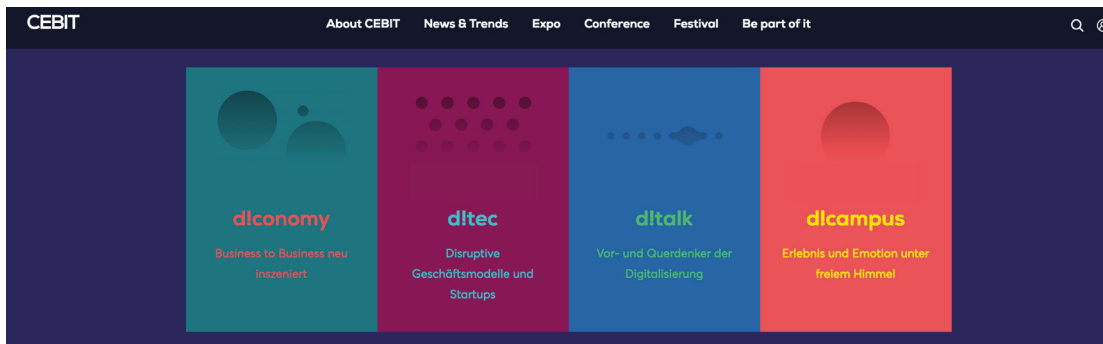 CEBIT
About CEBIT News & Trends Expo Conference Festival Be part of it
d!conomy
Business to Business neu
inszeniert
d!tec
Disruptive
Geschäftsmodelle und
Startups
d!talk
Vor- und Querdenker der
Digitalisierung
d!campus
Erlebnis und Emotion unter
freiem Himmel